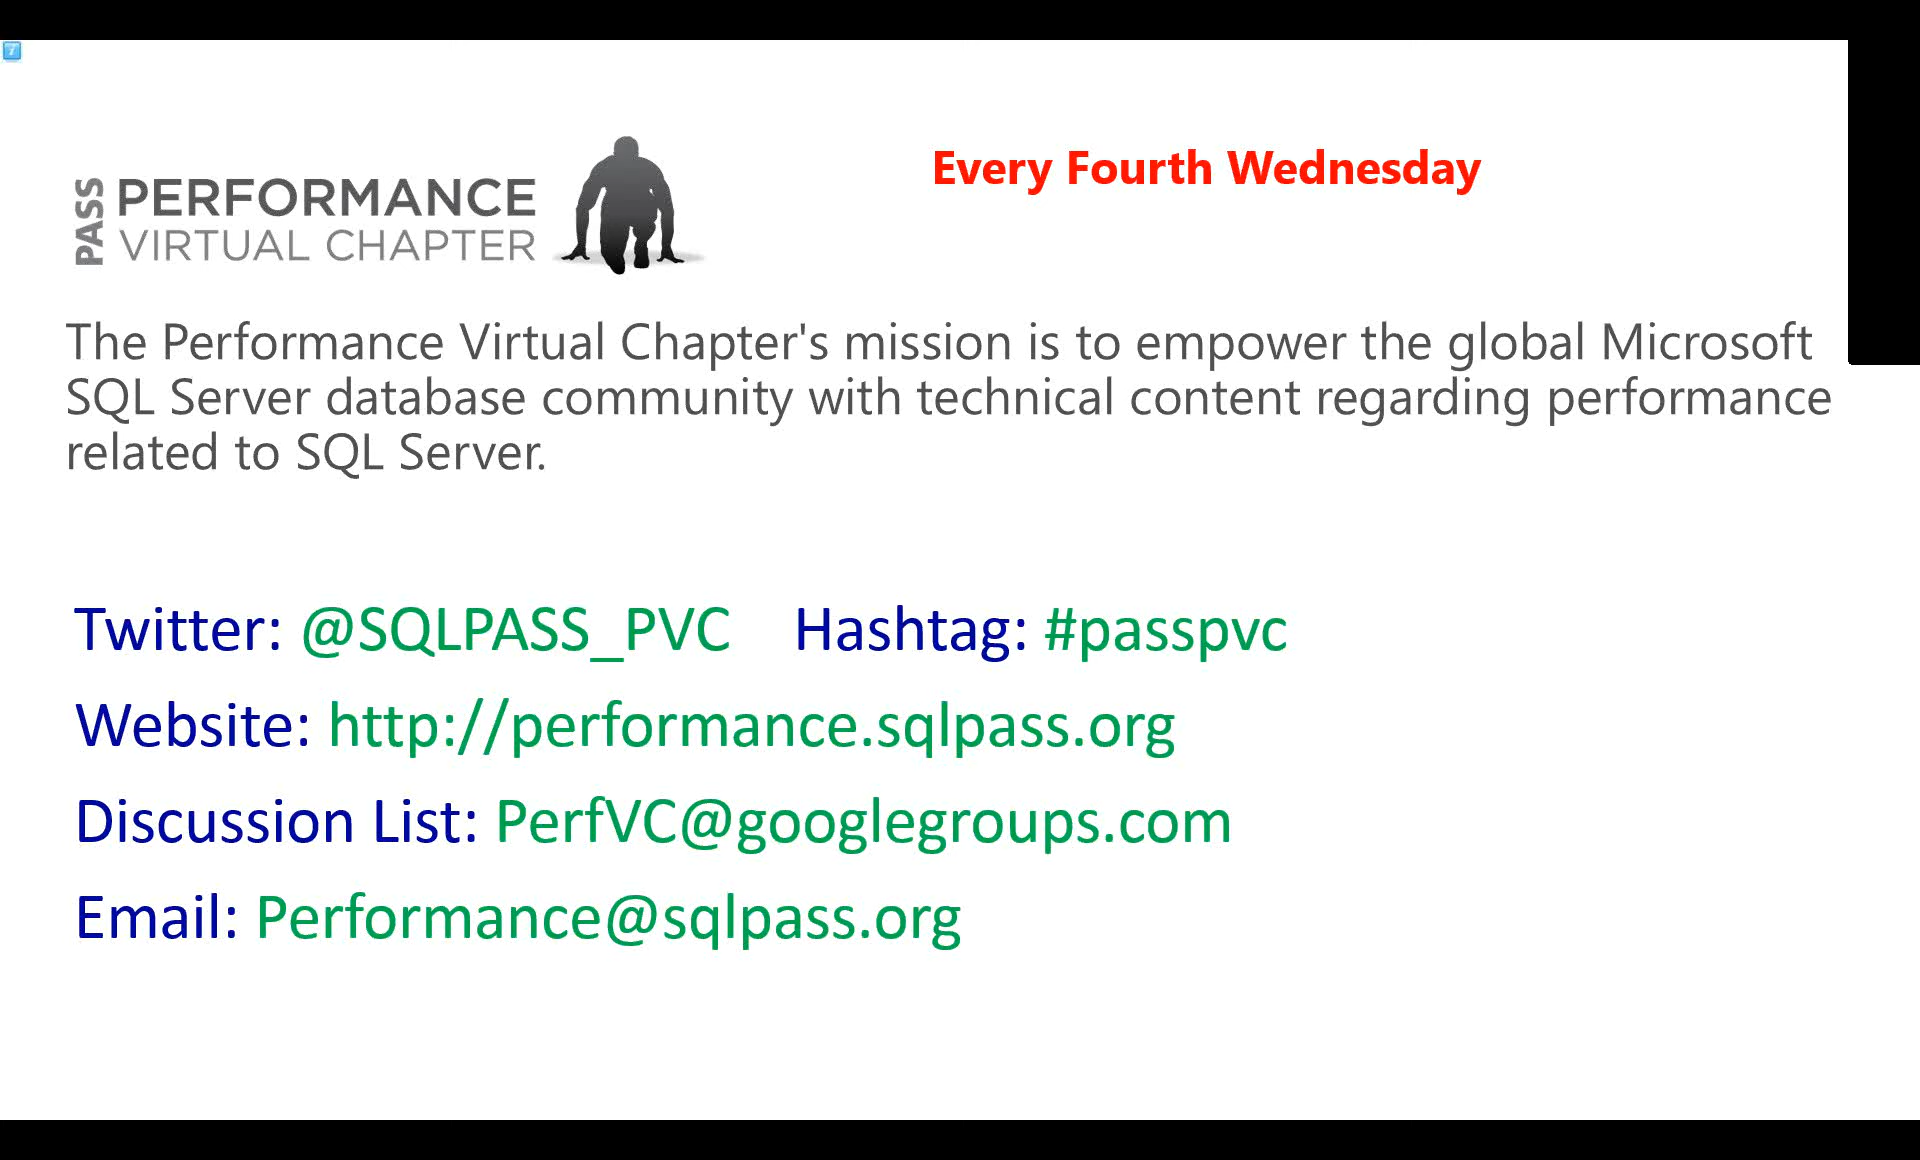 PASS
PERFORMANCE
VIRTUAL CHAPTER
Every Fourth Wednesday
The Performance Virtual Chapter's mission is to empower the global Microsoft
SQL Server database community with technical content regarding performance
related to SQL Server.
Twitter: @SQLPASS_PVC Hashtag: #passpvc
Website: http://performance.sqlpass.org
Discussion List: PerfVC@googlegroups.com
Email: Performance@sqlpass.org